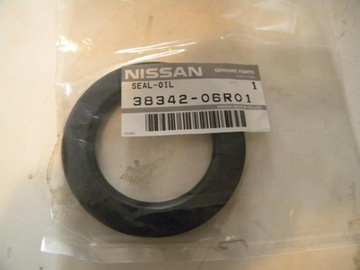 NISSAN GENUINE PARTS
SEAL-OIL 1
38342-06R01